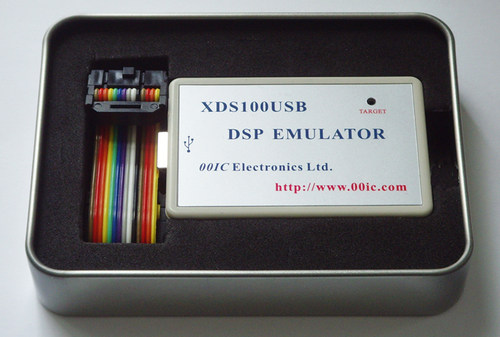 XDS100USB
TARGET
DSP EMULATOR
00IC Electronics Ltd.
http://www.00ic.com